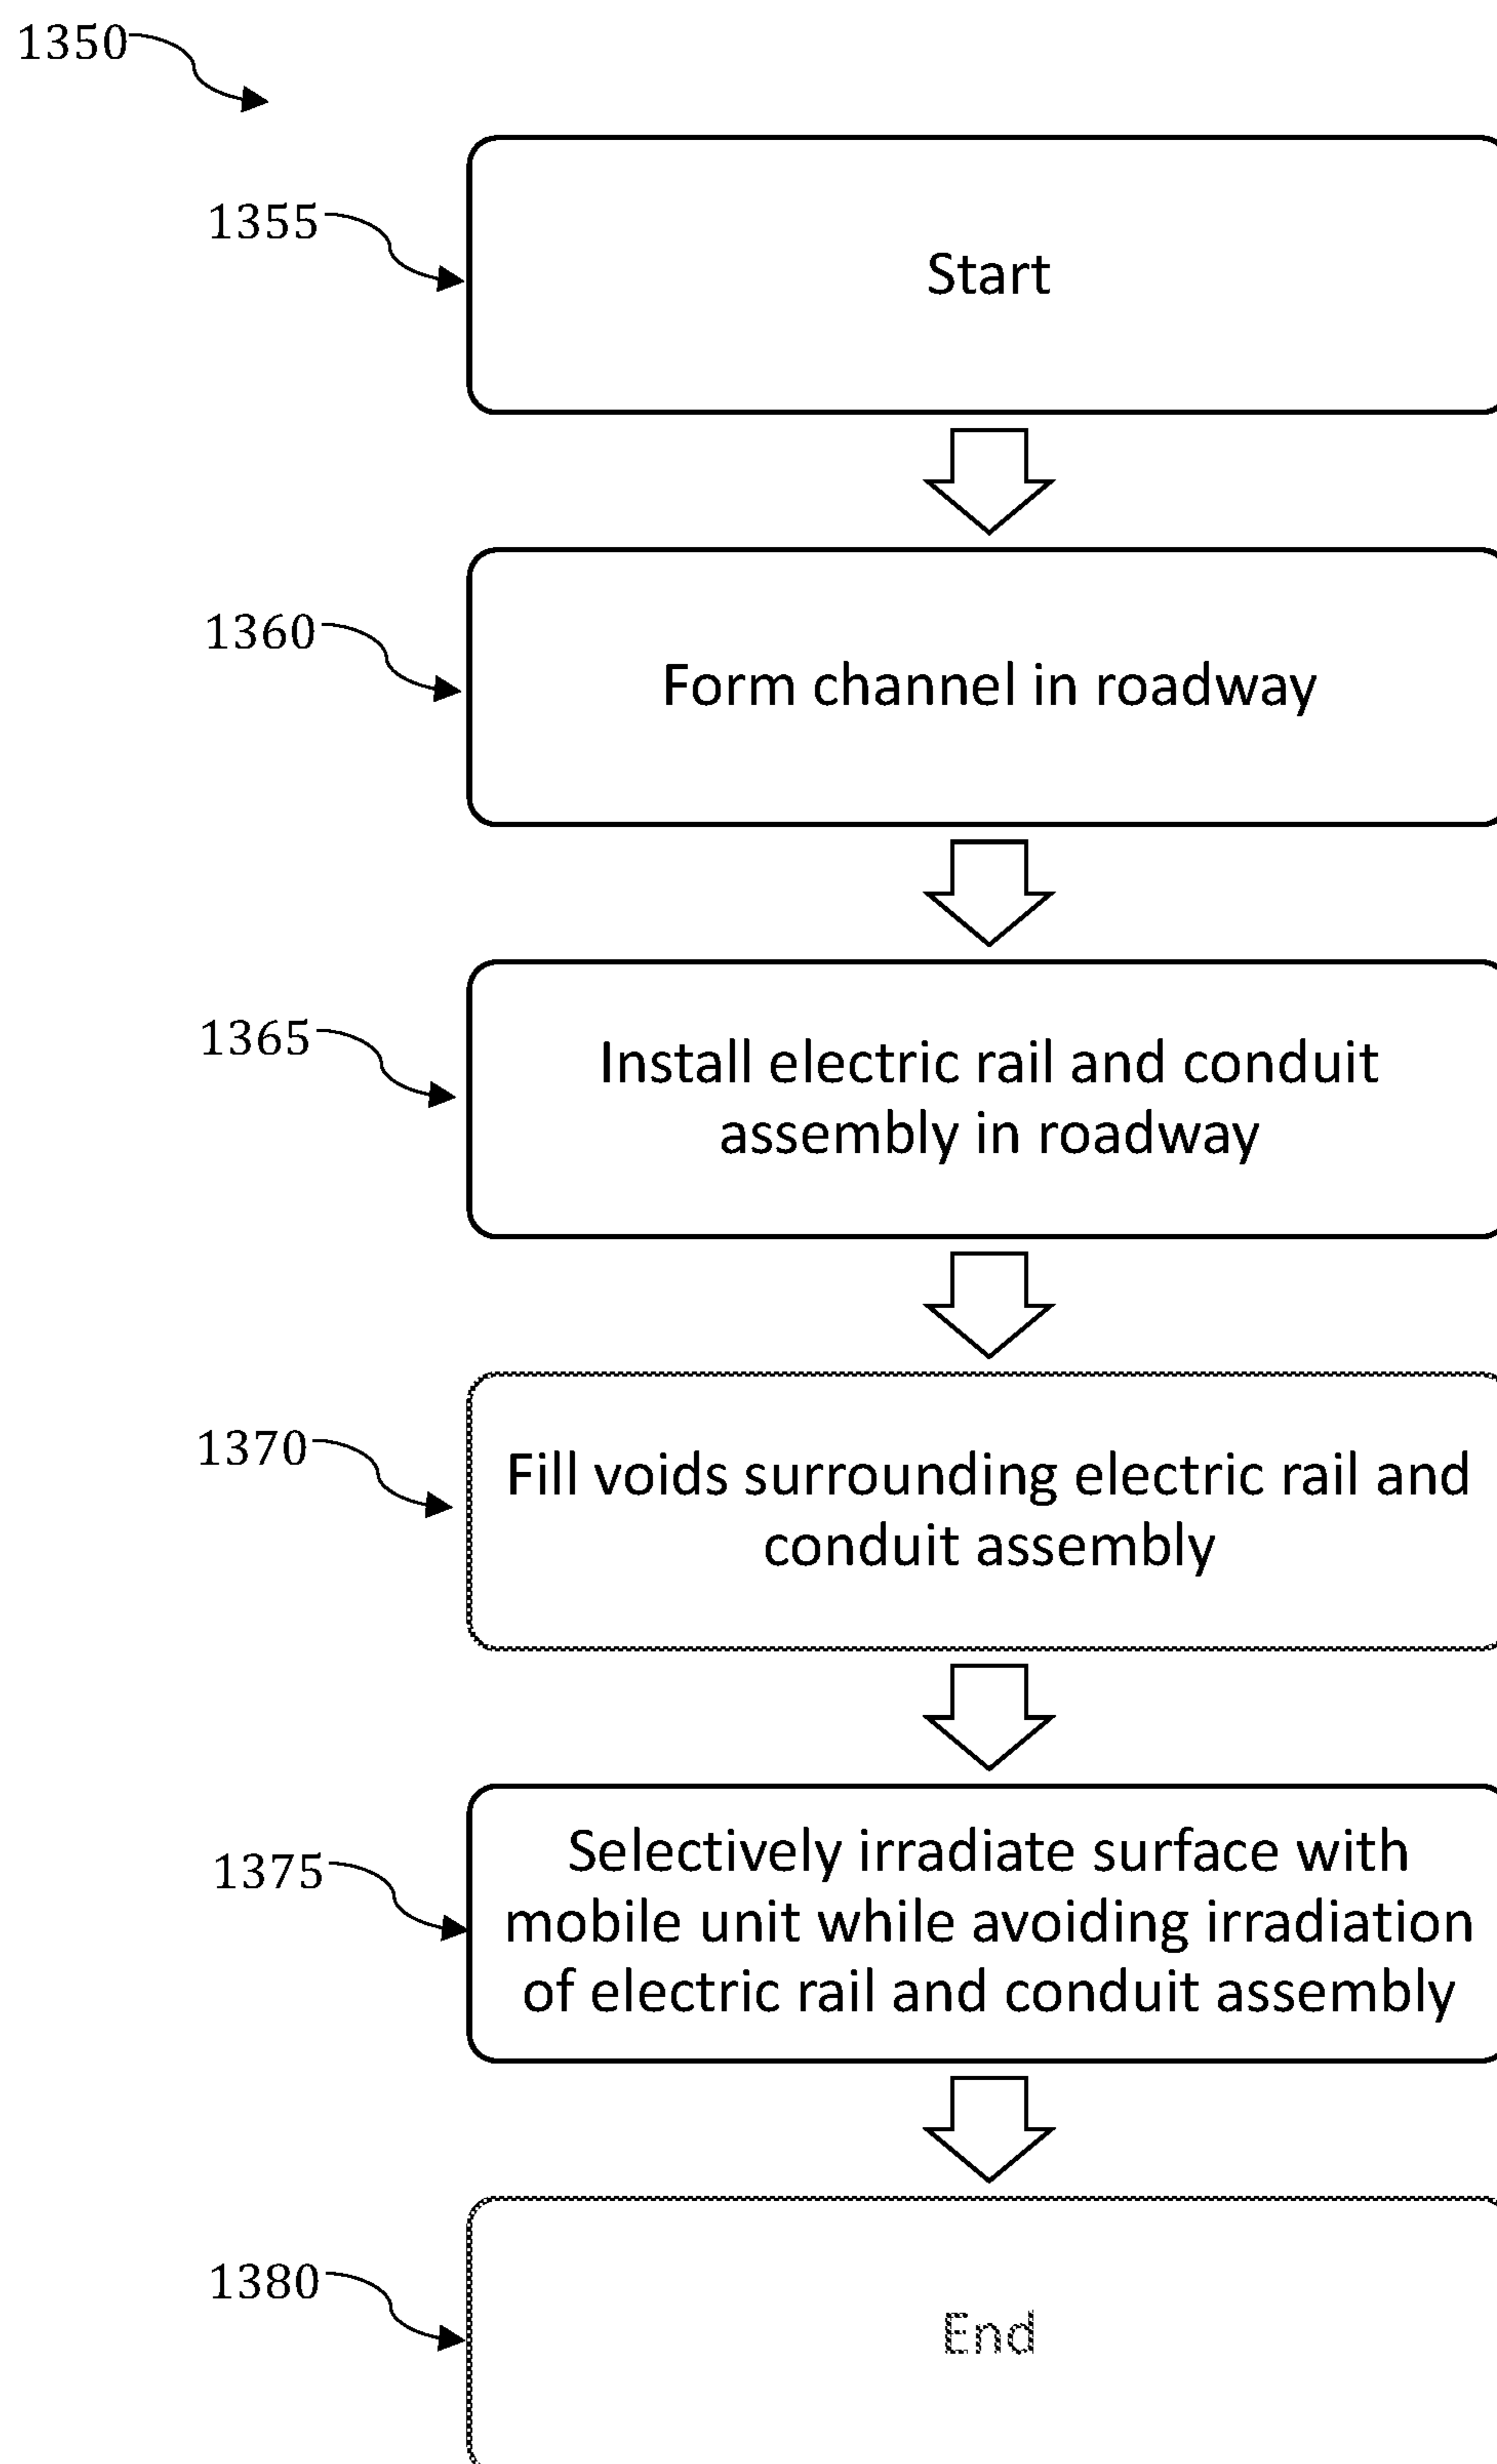 1350
1355
Start
1360
Form channel in roadway
1365
Install electric rail and conduit
assembly in roadway
1370
Fill voids surrounding electric rail and
conduit assembly
1375
Selectively irradiate surface with
mobile unit while avoiding irradiation
of electric rail and conduit assembly
1380
End